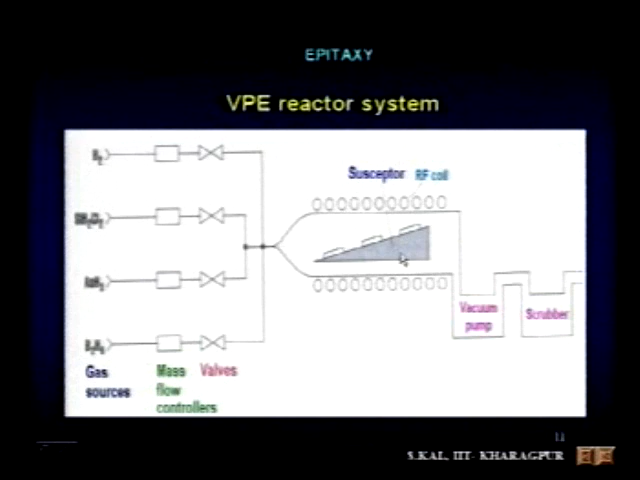 EPITAXY
VPE reactor system
H2
SiH2Cl2
AsH3
B2H6
Susceptor RF coil
Vacuum
pump
Scrubber
Gas
sources
Mass
flow
controllers
Valves
S.KAL, IIT- KHARAGPUR